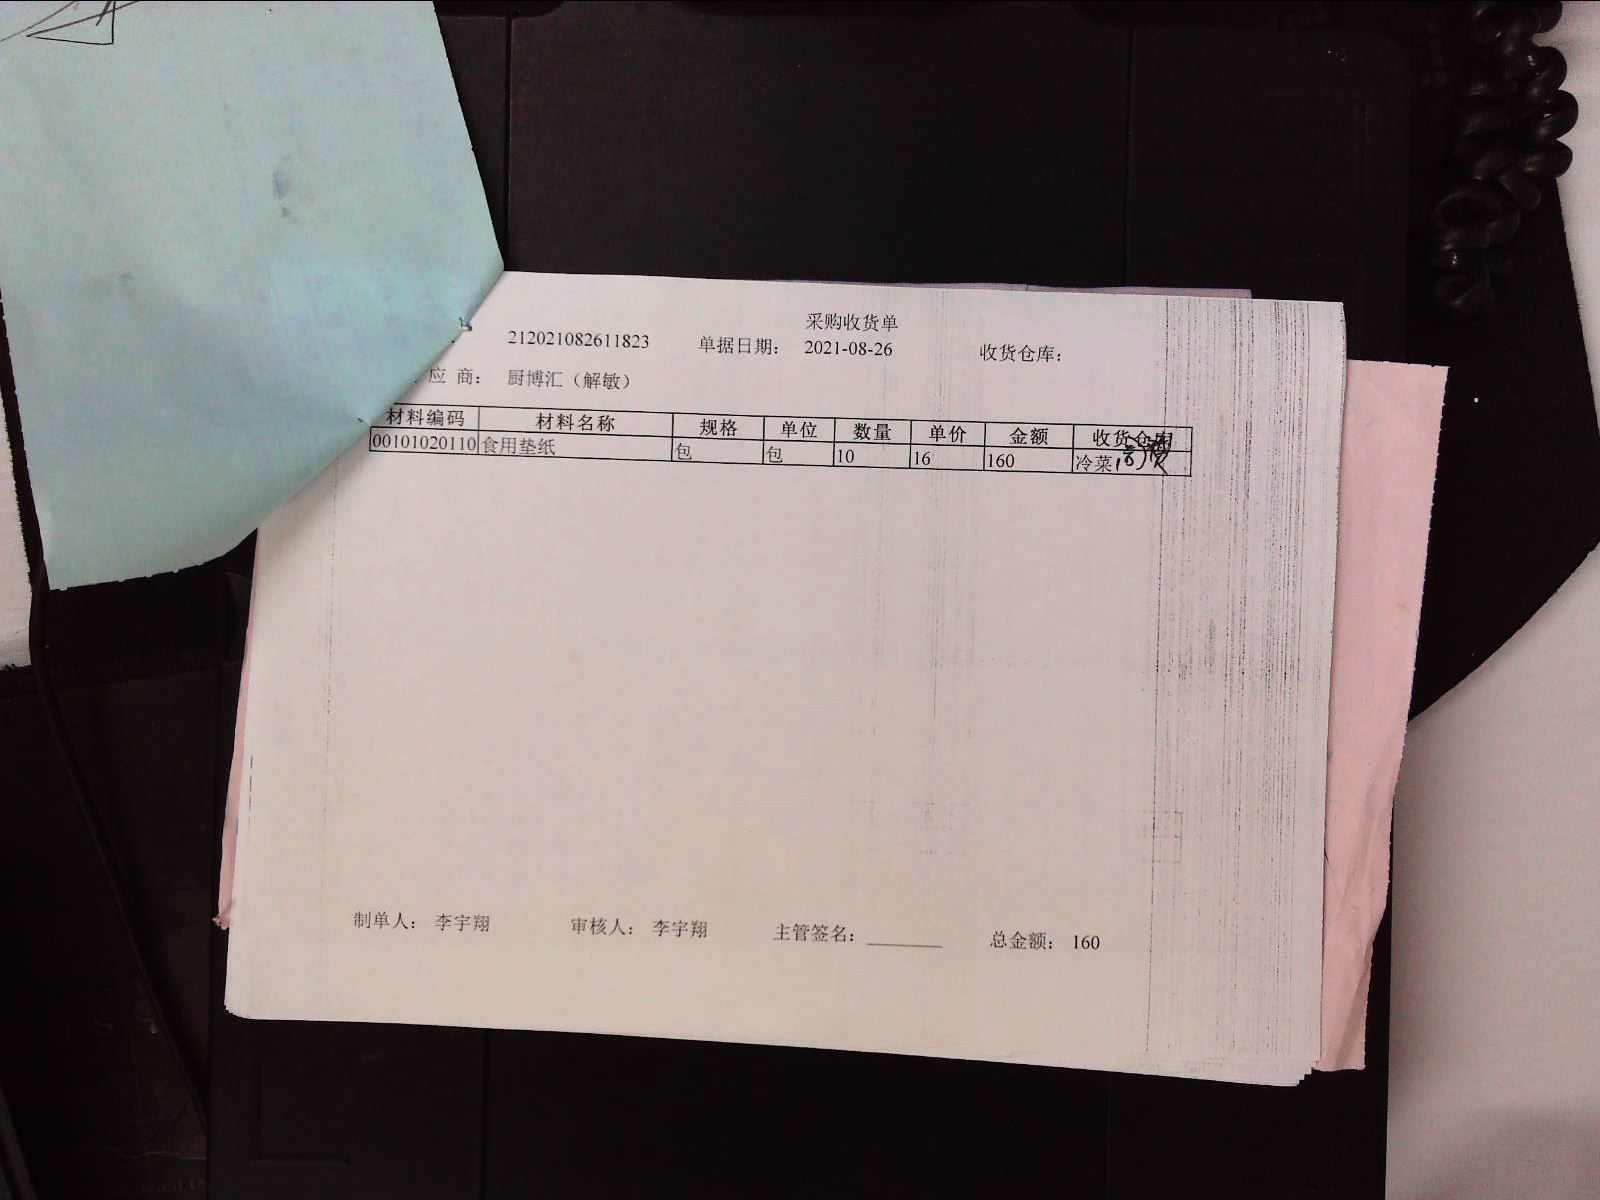 采购收货单
212021082611823 单据日期： 2021-08-26 收货仓库：
应 商： 厨博汇（解敏）
材料编码 材料名称 规格 单位 数量 单价 金额 收货仓库
00101020110 食用垫纸 包 包 10 16 160 冷菜
制单人： 李宇翔 审核人： 李宇翔 主管签名：________ 总金额： 160